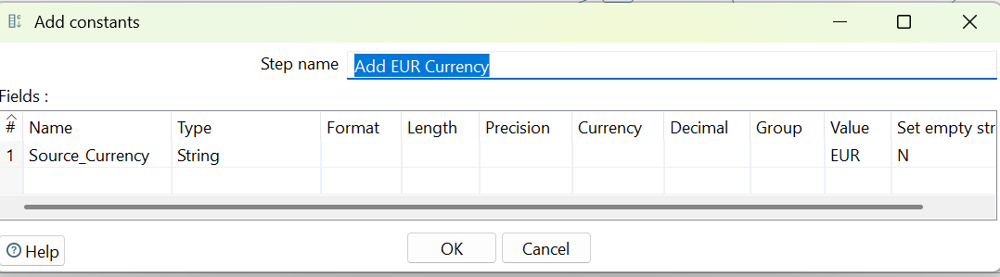 Add constants
Step name Add EUR Currency
Fields :
# Name Type Format Length Precision Currency Decimal Group Value Set empty str
1 Source_Currency String EUR N
Help OK Cancel